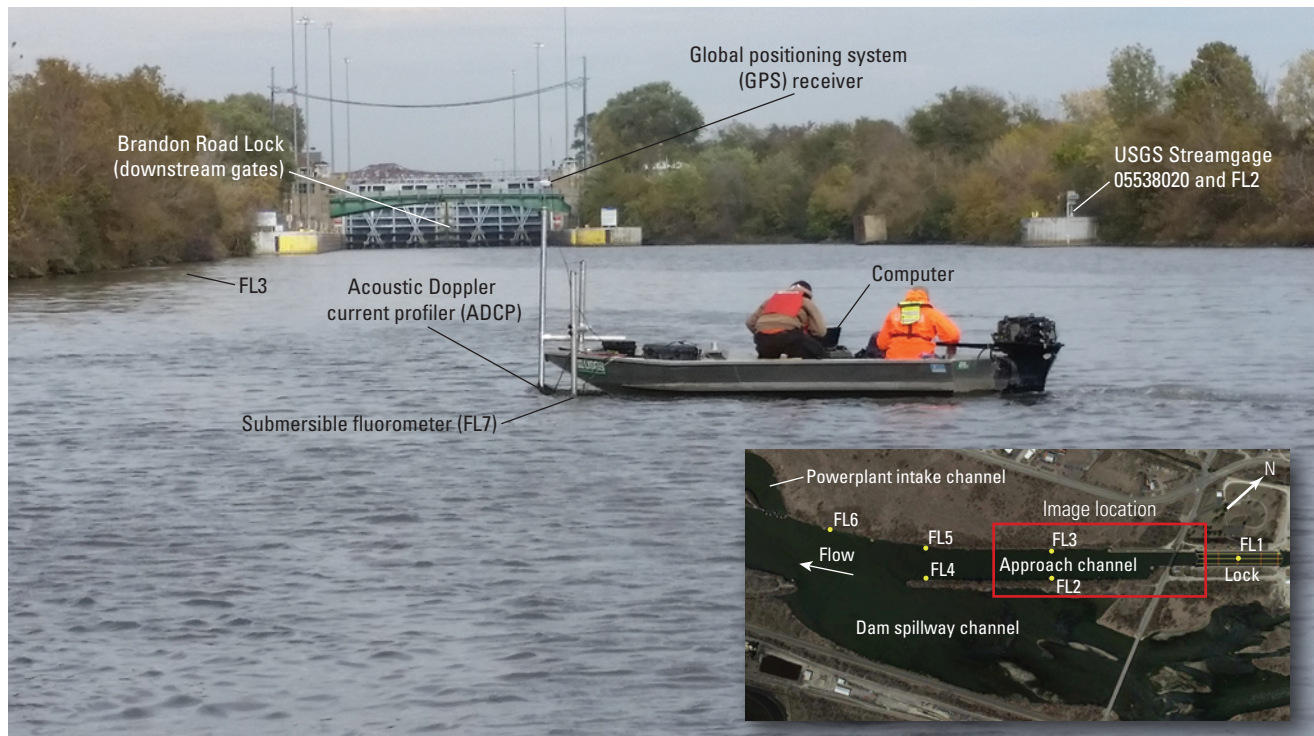 Global positioning system
(GPS) receiver
Brandon Road Lock
(downstream gates)
USGS Streamgage
05538020 and FL2
FL3
Acoustic Doppler
current profiler (ADCP)
Computer
Submersible fluorometer (FL7)
Powerplant intake channel
N
Image location
FL6
FL5
FL3
FL1
Flow
Approach channel
FL4
FL2
Lock
Dam spillway channel